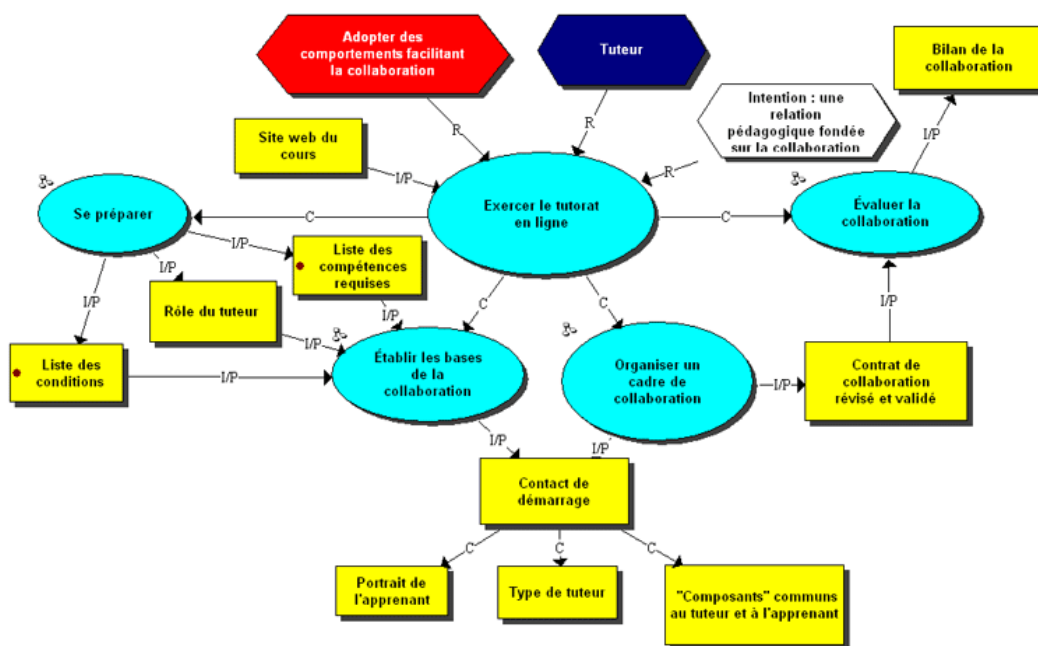 Adopter des
comportements facilitant
la collaboration
Tuteur
Bilan de la
collaboration
Intention : une
relation
pédagogique fondée
sur la collaboration
Site web du
cours
R
R
R
I/P
I/P
Se préparer
Exercer le tutorat
en ligne
Évaluer la
collaboration
C
C
I/P
I/P
I/P
Liste des
compétences
requises
C
C
I/P
Rôle du tuteur
I/P
I/P
Liste des
conditions
I/P
Établir les bases
de la
collaboration
Organiser un
cadre de
collaboration
I/P
Contrat de
collaboration
révisé et validé
I/P
I/P
Contact de
démarrage
C
C
C
Portrait de
l'apprenant
Type de tuteur
"Composants" communs
au tuteur et à l'apprenant